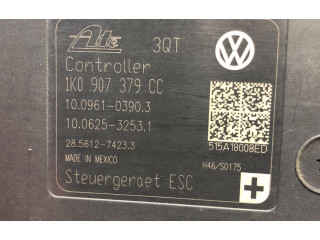 Ate 3QT
Controller
1K0 907 379 CC
10.0961-0390.3
10.0625-3253.1
28.5612-7423.3
515A18008ED
MADE IN MEXICO
H46/S0175
Steuergeraet ESC